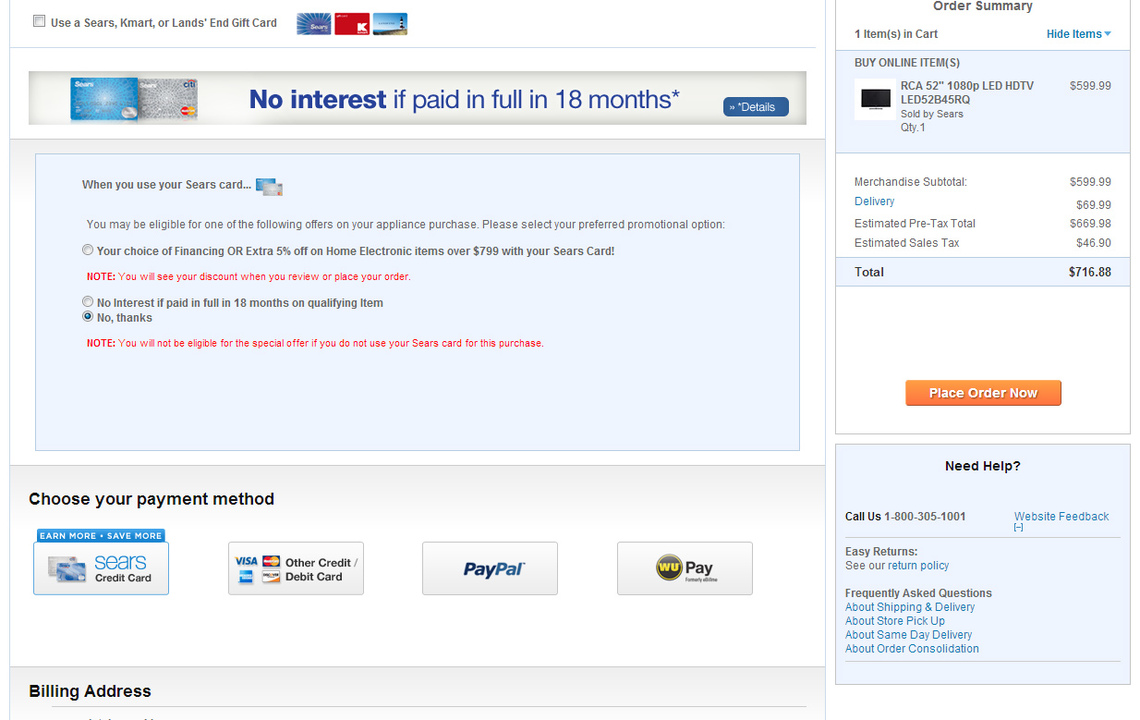 Use a Sears, Kmart, or Lands' End Gift Card
Sears
K
Sears
Sears
citi
No interest if paid in full in 18 months*
» *Details
When you use your Sears card...
You may be eligible for one of the following offers on your appliance purchase. Please select your preferred promotional option:
Your choice of Financing OR Extra 5% off on Home Electronic items over $799 with your Sears Card!
NOTE: You will see your discount when you review or place your order.
No Interest if paid in full in 18 months on qualifying Item
No, thanks
NOTE: You will not be eligible for the special offer if you do not use your Sears card for this purchase.
Choose your payment method
EARN MORE • SAVE MORE
sears
Credit Card
VISA
Other Credit /
Debit Card
PayPal
WU Pay
Formerly eBillme
Billing Address
Order Summary
1 Item(s) in Cart Hide Items
BUY ONLINE ITEM(S)
RCA 52" 1080p LED HDTV $599.99
LED52B45RQ
Sold by Sears
Qty.1
Merchandise Subtotal: $599.99
Delivery $69.99
Estimated Pre-Tax Total $669.98
Estimated Sales Tax $46.90
Total $716.88
Place Order Now
Need Help?
Call Us 1-800-305-1001 Website Feedback
[–]
Easy Returns:
See our return policy
Frequently Asked Questions
About Shipping & Delivery
About Store Pick Up
About Same Day Delivery
About Order Consolidation